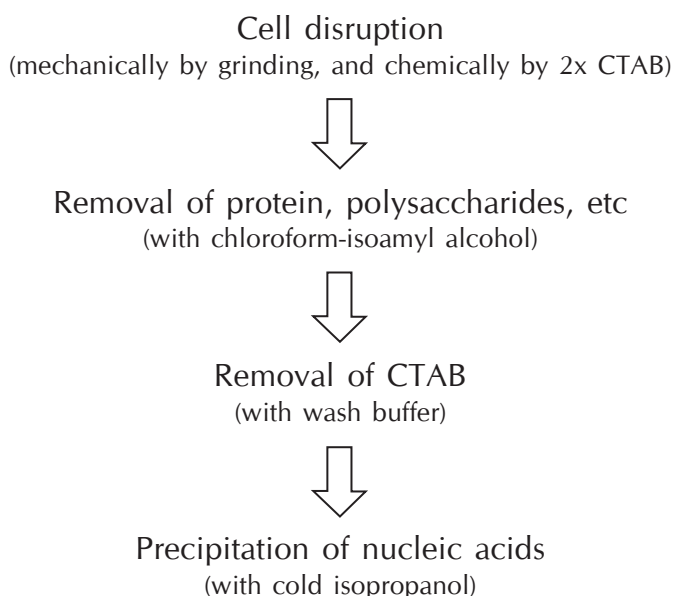 Cell disruption
(mechanically by grinding, and chemically by 2x CTAB)
Removal of protein, polysaccharides, etc
(with chloroform-isoamyl alcohol)
Removal of CTAB
(with wash buffer)
Precipitation of nucleic acids
(with cold isopropanol)